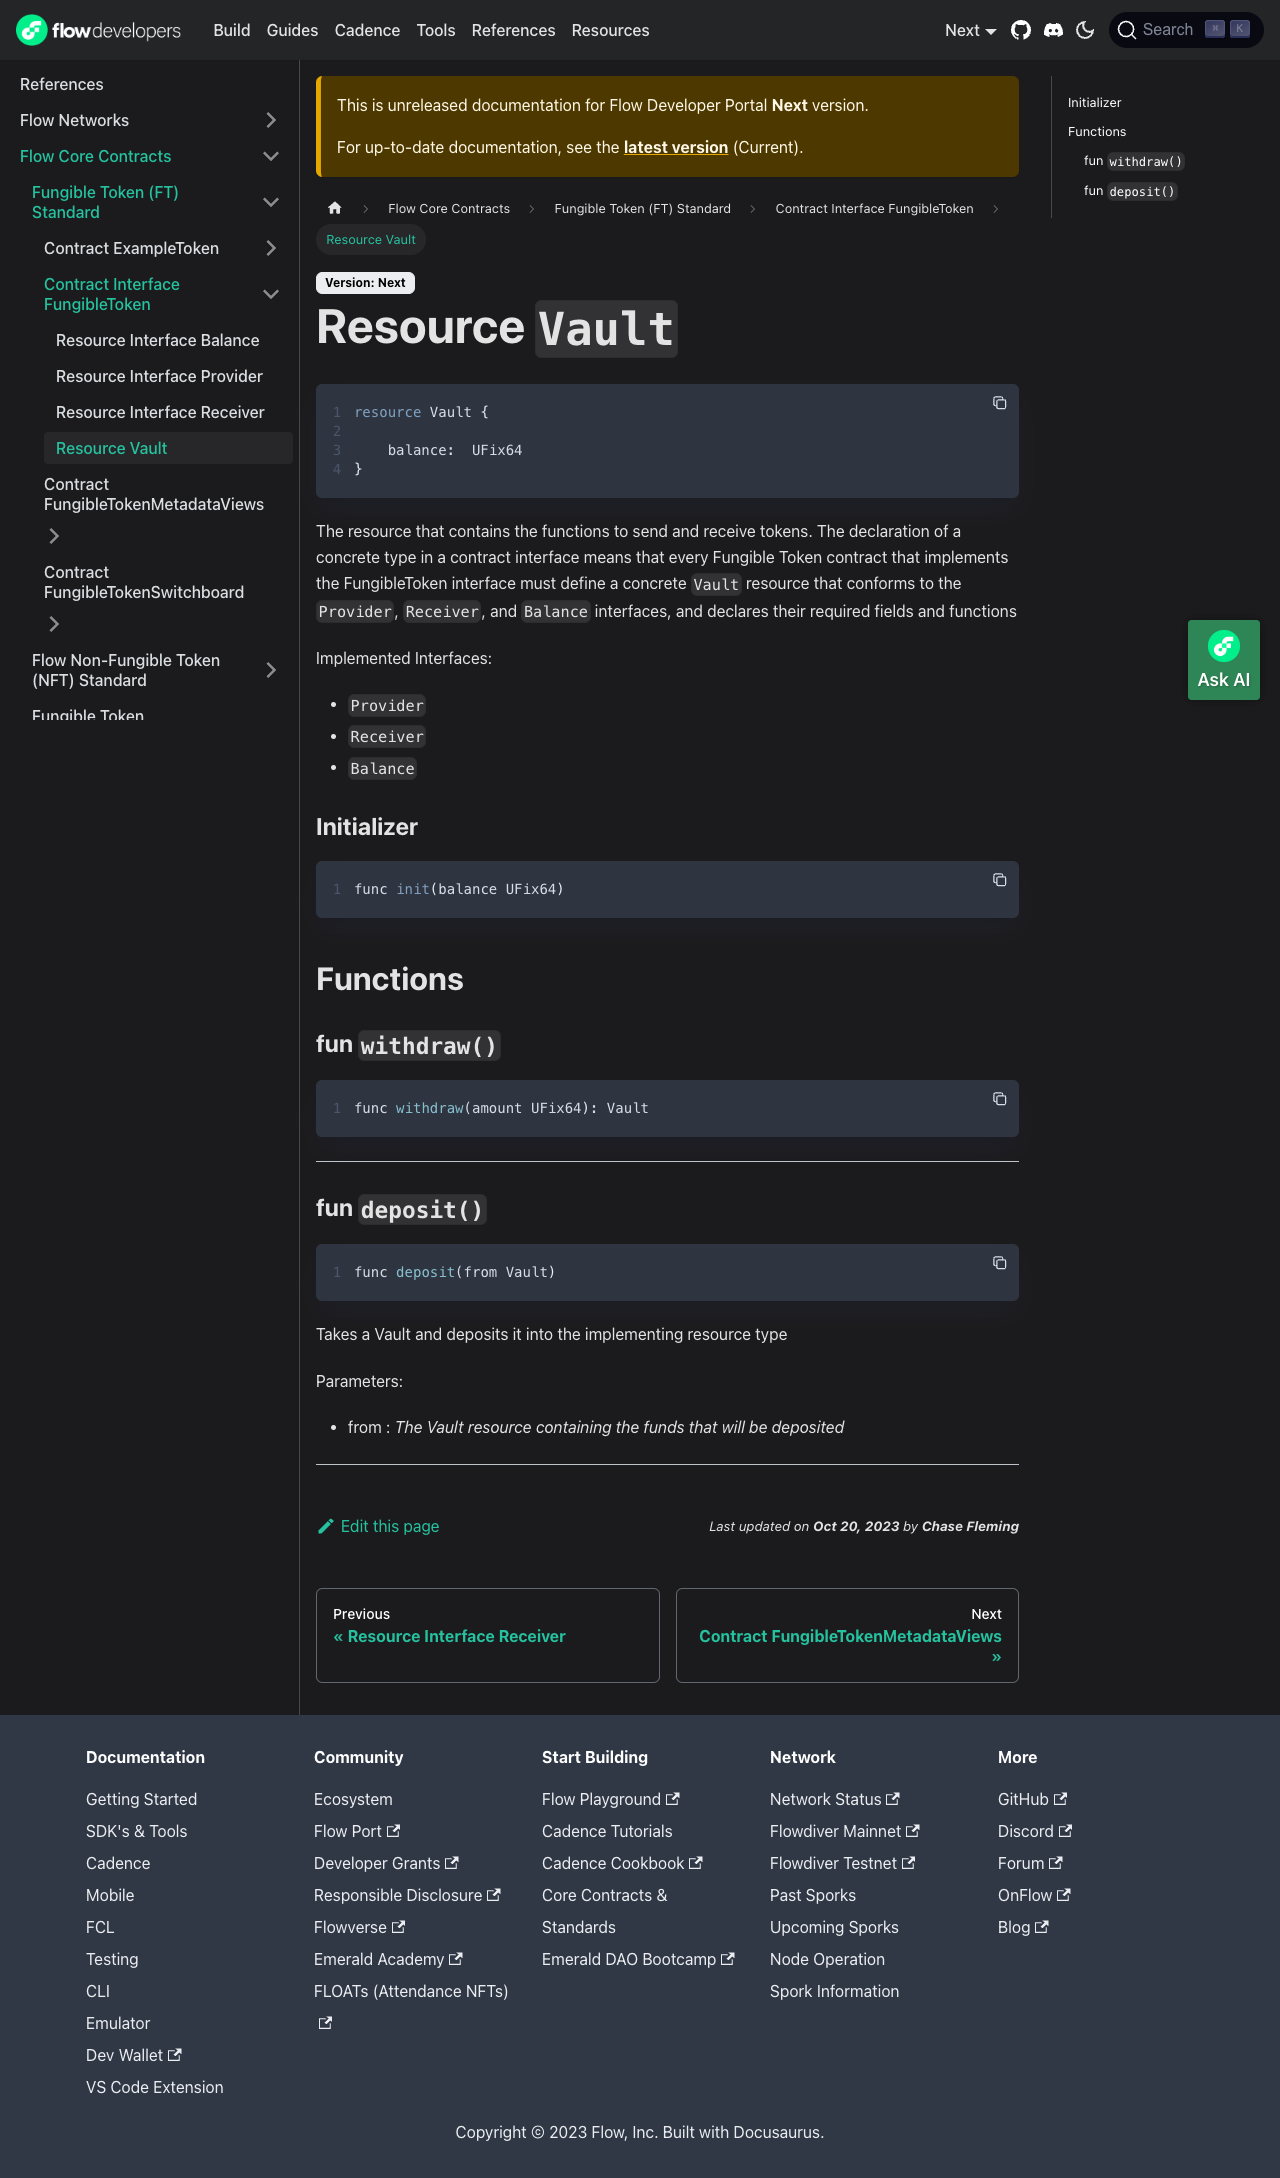 flowdevelopers Build Guides Cadence Tools References Resources Next Search ⌘ K
References
Flow Networks
Flow Core Contracts
Fungible Token (FT)
Standard
Contract ExampleToken
Contract Interface
FungibleToken
Resource Interface Balance
Resource Interface Provider
Resource Interface Receiver
Resource Vault
Contract
FungibleTokenMetadataViews
Contract
FungibleTokenSwitchboard
Flow Non-Fungible Token
(NFT) Standard
Fungible Token
This is unreleased documentation for Flow Developer Portal Next version.
For up-to-date documentation, see the latest version (Current).
Flow Core Contracts Fungible Token (FT) Standard Contract Interface FungibleToken
Resource Vault
Version: Next
Resource Vault
1 resource Vault {
2
3     balance:  UFix64
4 }
The resource that contains the functions to send and receive tokens. The declaration of a
concrete type in a contract interface means that every Fungible Token contract that implements
the FungibleToken interface must define a concrete Vault resource that conforms to the
Provider, Receiver, and Balance interfaces, and declares their required fields and functions
Implemented Interfaces:
• Provider
• Receiver
• Balance
Initializer
1 func init(balance UFix64)
Functions
fun withdraw()
1 func withdraw(amount UFix64): Vault
fun deposit()
1 func deposit(from Vault)
Takes a Vault and deposits it into the implementing resource type
Parameters:
• from : The Vault resource containing the funds that will be deposited
Edit this page
Last updated on Oct 20, 2023 by Chase Fleming
Previous
« Resource Interface Receiver
Next
Contract FungibleTokenMetadataViews
»
Initializer
Functions
fun withdraw()
fun deposit()
Ask AI
Documentation
Getting Started
SDK's & Tools
Cadence
Mobile
FCL
Testing
CLI
Emulator
Dev Wallet
VS Code Extension
Community
Ecosystem
Flow Port
Developer Grants
Responsible Disclosure
Flowverse
Emerald Academy
FLOATs (Attendance NFTs)
Start Building
Flow Playground
Cadence Tutorials
Cadence Cookbook
Core Contracts &
Standards
Emerald DAO Bootcamp
Network
Network Status
Flowdiver Mainnet
Flowdiver Testnet
Past Sporks
Upcoming Sporks
Node Operation
Spork Information
More
GitHub
Discord
Forum
OnFlow
Blog
Copyright © 2023 Flow, Inc. Built with Docusaurus.